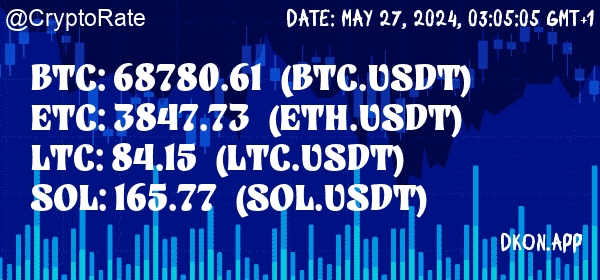 @CryptoRate
DATE: MAY 27, 2024, 03:05:05 GMT+1
BTC: 68780.61 (BTC.USDT)
ETC: 3847.73 (ETH.USDT)
LTC: 84.15 (LTC.USDT)
SOL: 165.77 (SOL.USDT)
DKON.APP